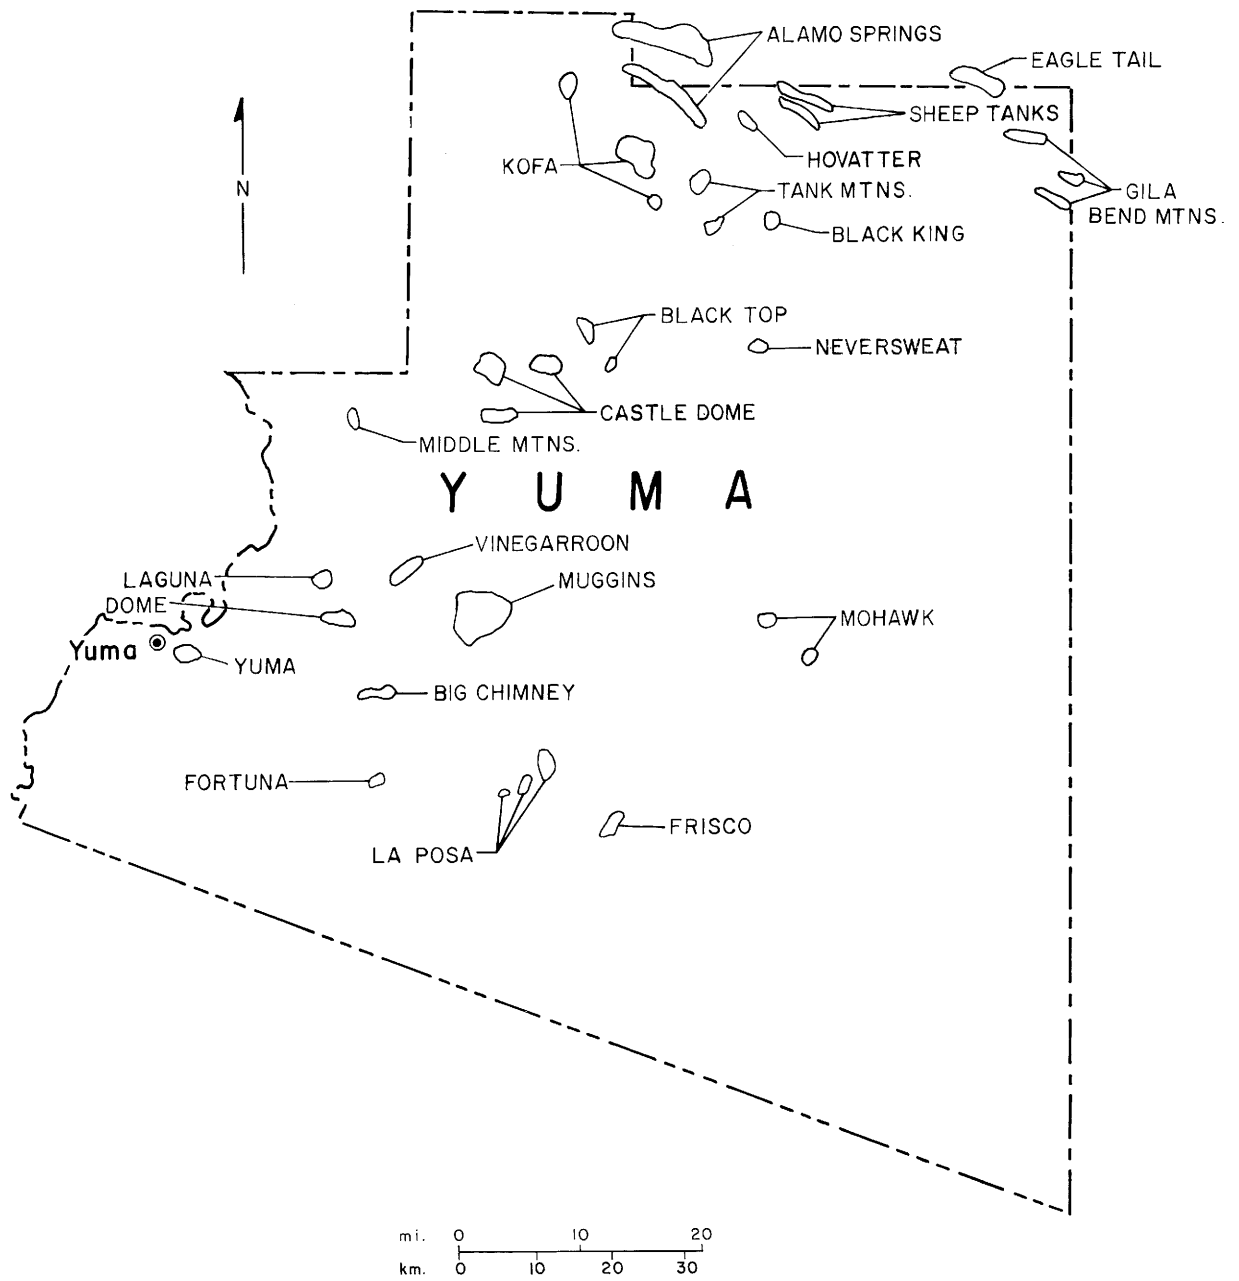 ALAMO SPRINGS
EAGLE TAIL
SHEEP TANKS
HOVATTER
KOFA
N
TANK MTNS.
GILA
BEND MTNS.
BLACK KING
BLACK TOP
NEVERSWEAT
CASTLE DOME
MIDDLE MTNS.
YUMA
VINEGARROON
LAGUNA
MUGGINS
DOME
MOHAWK
Yuma
YUMA
BIG CHIMNEY
FORTUNA
FRISCO
LA POSA
mi. 0 10 20
km. 0 10 20 30